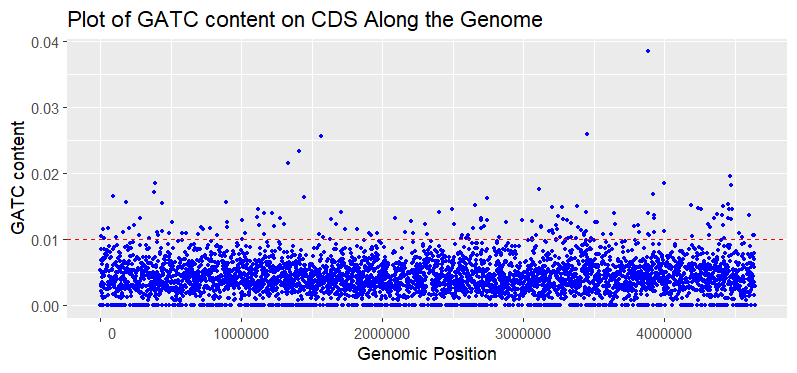 Plot of GATC content on CDS Along the Genome
0.04
0.03
0.02
0.01
0.00
GATC content
0 1000000 2000000 3000000 4000000
Genomic Position